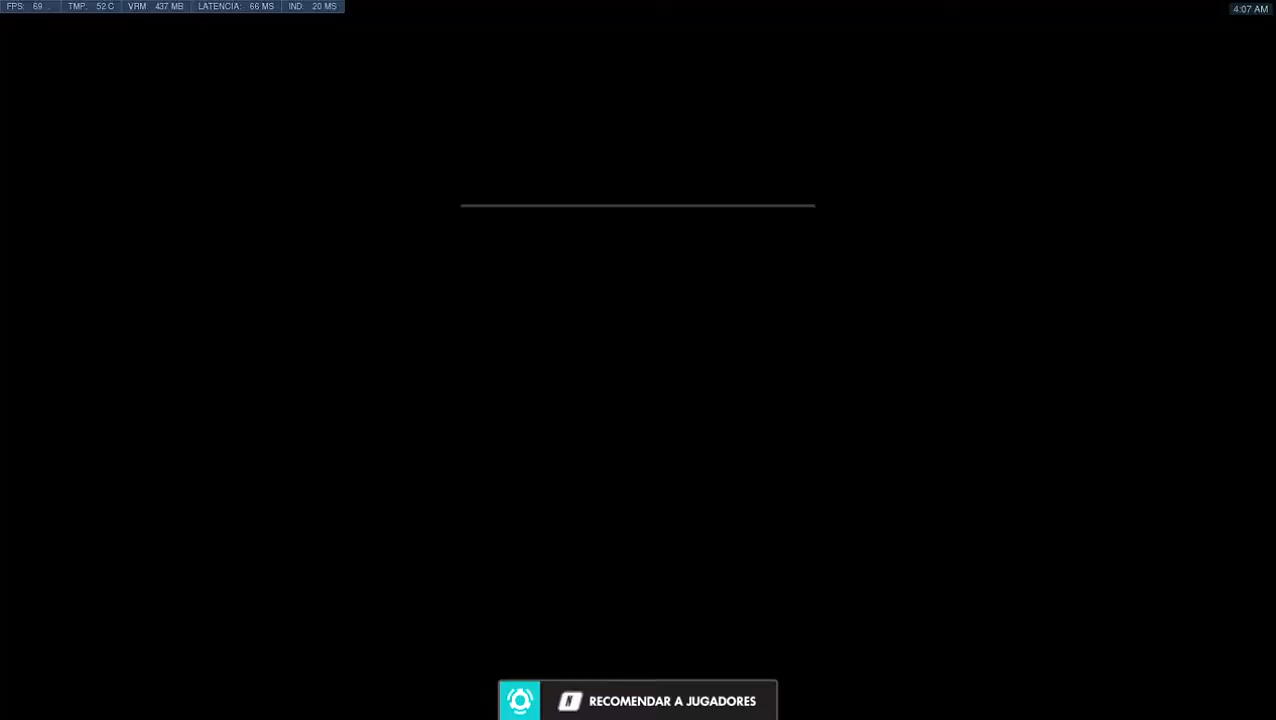 FPS: 69 TMP: 52 C VRM 437 MB LATENCIA: 66 MS IND: 20 MS
4:07 AM
N RECOMENDAR A JUGADORES